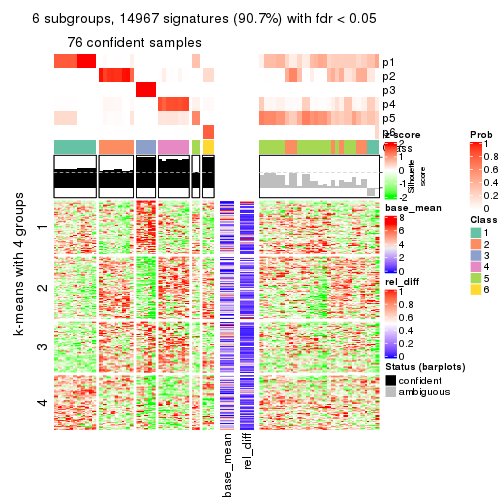 6 subgroups, 14967 signatures (90.7%) with fdr < 0.05
76 confident samples
p1
p2
p3
p4
p5
p6
Class
k-means with 4 groups
1
2
3
4
base_mean
rel_diff
Silhouette
score
z-score
2
1
0
-1
-2
base_mean
8
6
4
2
0
rel_diff
1
0.8
0.6
0.4
0.2
0
Status (barplots)
confident
ambiguous
Prob
1
0.8
0.6
0.4
0.2
0
Class
1
2
3
4
5
6